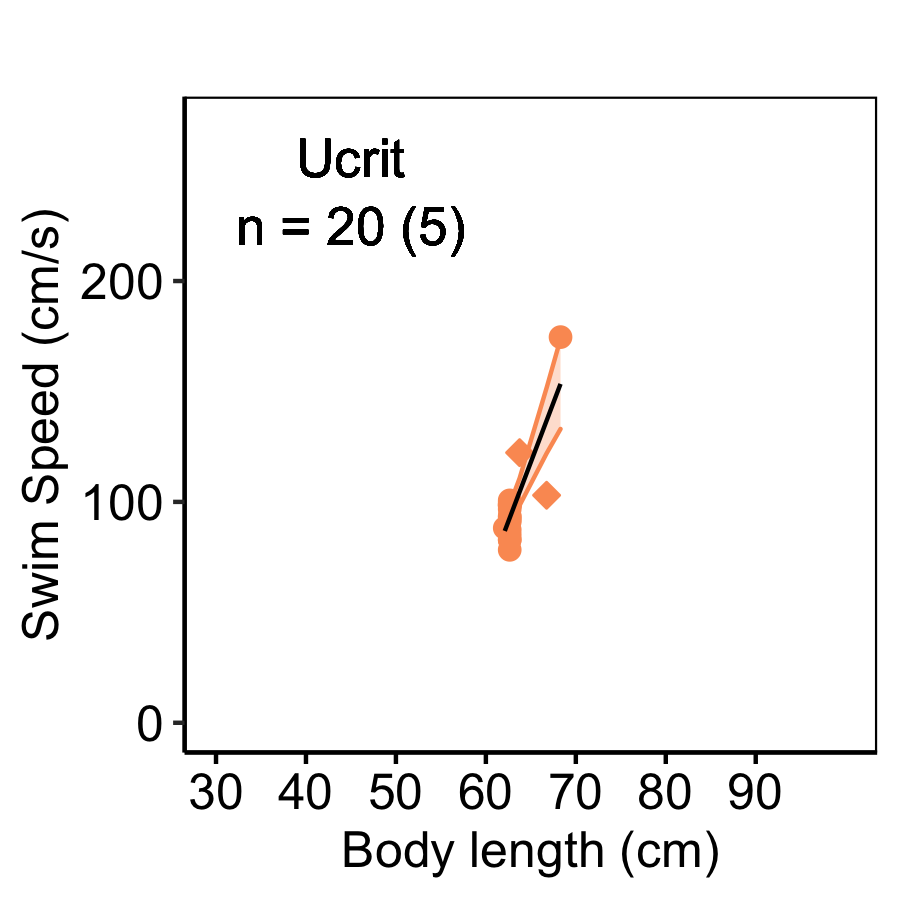 Ucrit
n = 20 (5)
Swim Speed (cm/s)
200
100
0
30 40 50 60 70 80 90
Body length (cm)